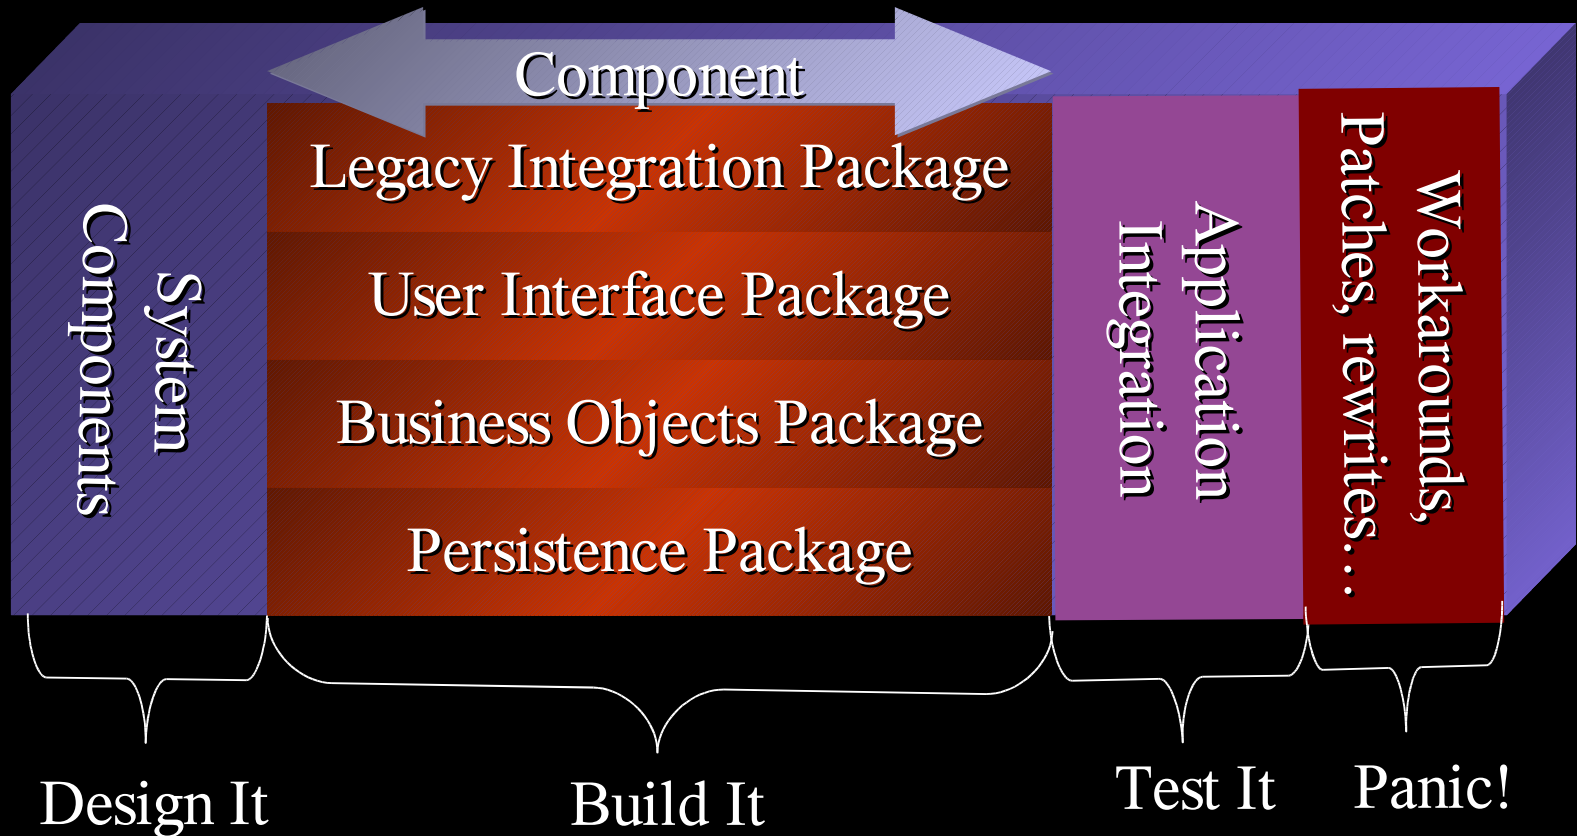 Component
System
Components
Legacy Integration Package
User Interface Package
Business Objects Package
Persistence Package
Application
Integration
Workarounds,
Patches, rewrites…
Design It
Build It
Test It
Panic!